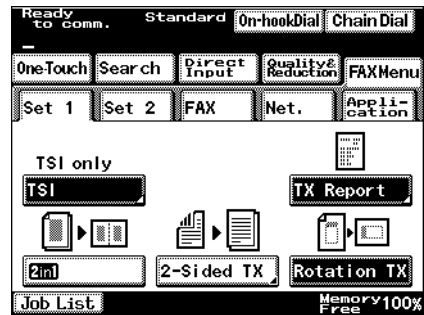 Ready to comm. Standard On-hookDial Chain Dial
One-Touch Search Direct Input Quality& Reduction FAXMenu
Set 1 Set 2 FAX Net. Appli-cation
TSI only
TSI TX Report
2in1 2-Sided TX Rotation TX
Job List Memory Free 100%